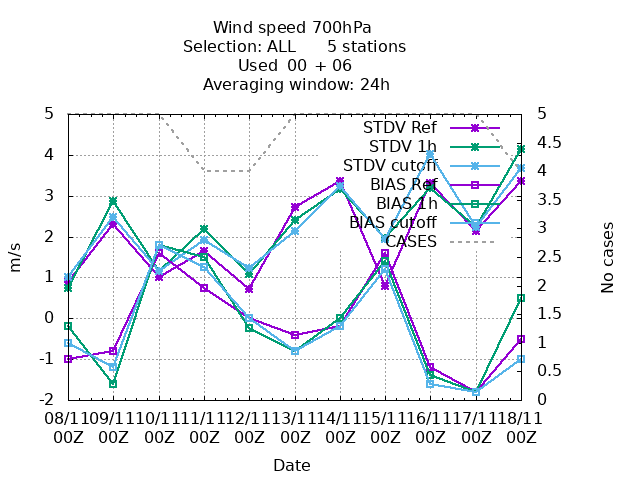 Wind speed 700hPa
Selection: ALL 5 stations
Used 00 + 06
Averaging window: 24h
5
4
3
2
1
0
-1
-2
m/s
5
4.5
4
3.5
3
2.5
2
1.5
1
0.5
0
No cases
STDV Ref
STDV 1h
STDV cutoff
BIAS Ref
BIAS 1h
BIAS cutoff
CASES
08/11 09/11 10/11 11/11 12/11 13/11 14/11 15/11 16/11 17/11 18/11
00Z 00Z 00Z 00Z 00Z 00Z 00Z 00Z 00Z 00Z 00Z
Date